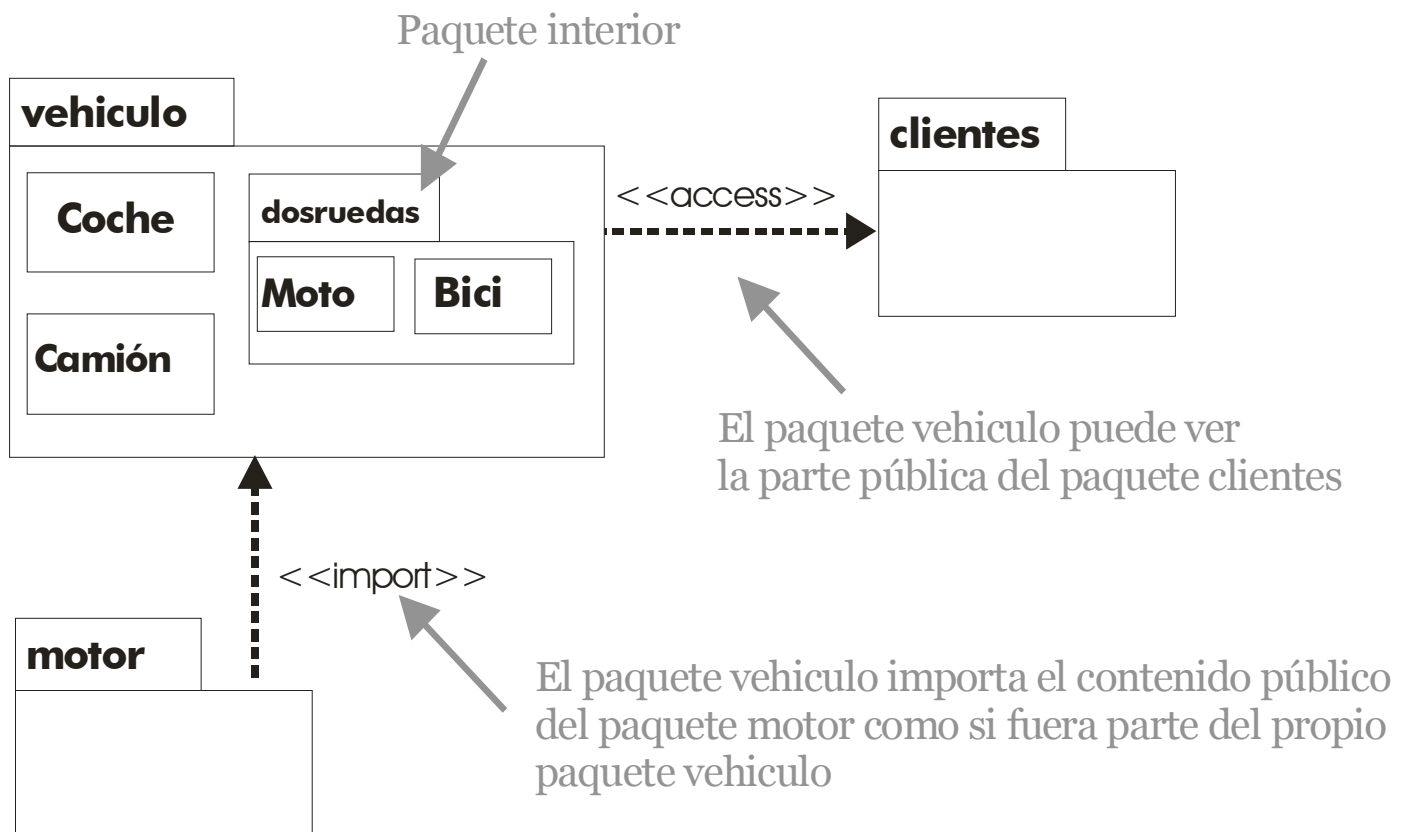 Paquete interior
vehiculo
clientes
Coche
dosruedas
<<access>>
Moto
Bici
Camión
El paquete vehiculo puede ver
la parte pública del paquete clientes
<<import>>
motor
El paquete vehiculo importa el contenido público
del paquete motor como si fuera parte del propio
paquete vehiculo